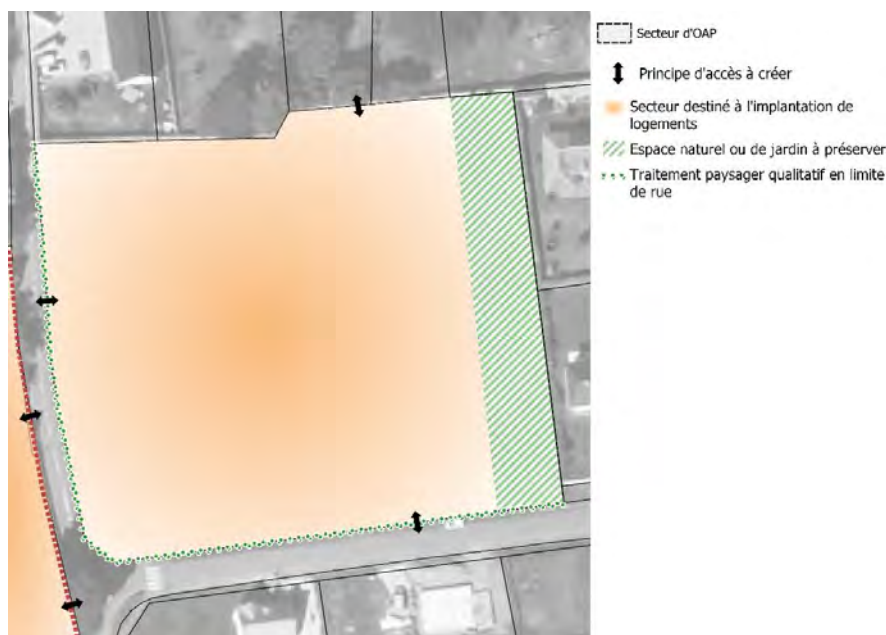 Secteur d'OAP
Principe d'accès à créer
Secteur destiné à l'implantation de
logements
Espace naturel ou de jardin à préserver
Traitement paysager qualitatif en limite
de rue